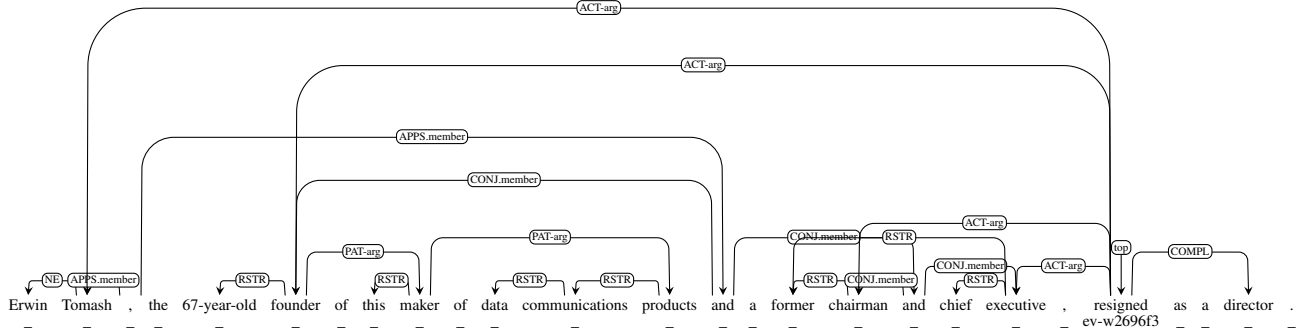 ACT-arg
ACT-arg
APPS.member
CONJ.member
ACT-arg
PAT-arg CONJ.member RSTR
PAT-arg top COMPL
CONJ.member ACT-arg
NE APPS.member RSTR RSTR RSTR RSTR RSTR CONJ.member RSTR
Erwin Tomash , the 67-year-old founder of this maker of data communications products and a former chairman and chief executive , resigned as a director .
_ _ _ _ _ _ _ _ _ _ _ _ _ _ _ _ _ _ _ _ _ ev-w2696f3 _ _ _ _